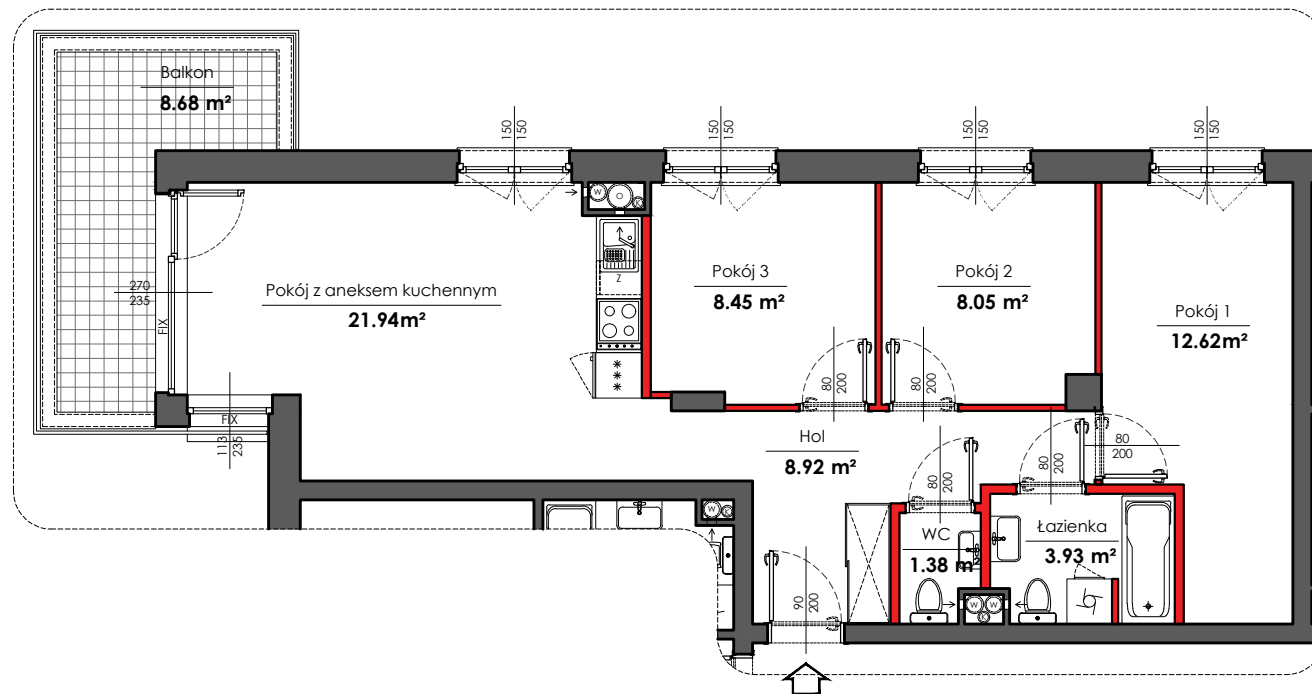 Balkon
8.68 m²
150
150
150
150
150
150
150
150
W
K
Z
Pokój z aneksem kuchennym
21.94m²
Pokój 3
8.45 m²
Pokój 2
8.05 m²
Pokój 1
12.62m²
270
235
FIX
FIX
113
235
80
200
80
200
80
200
80
200
80
200
Hol
8.92 m²
WC
1.38 m
Łazienka
3.93 m²
W
W
W
K
90
200